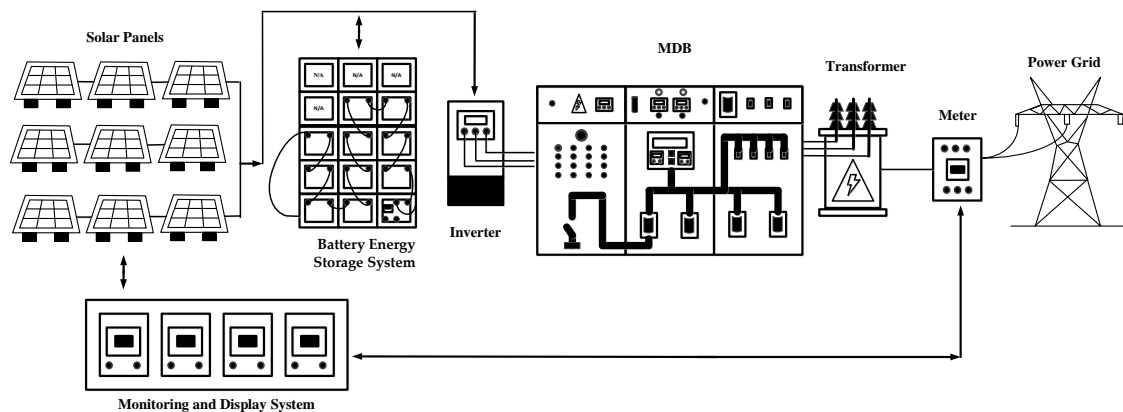 Solar Panels
MDB
Transformer
Power Grid
Meter
N/A
N/A
N/A
N/A
Inverter
Battery Energy
Storage System
Monitoring and Display System